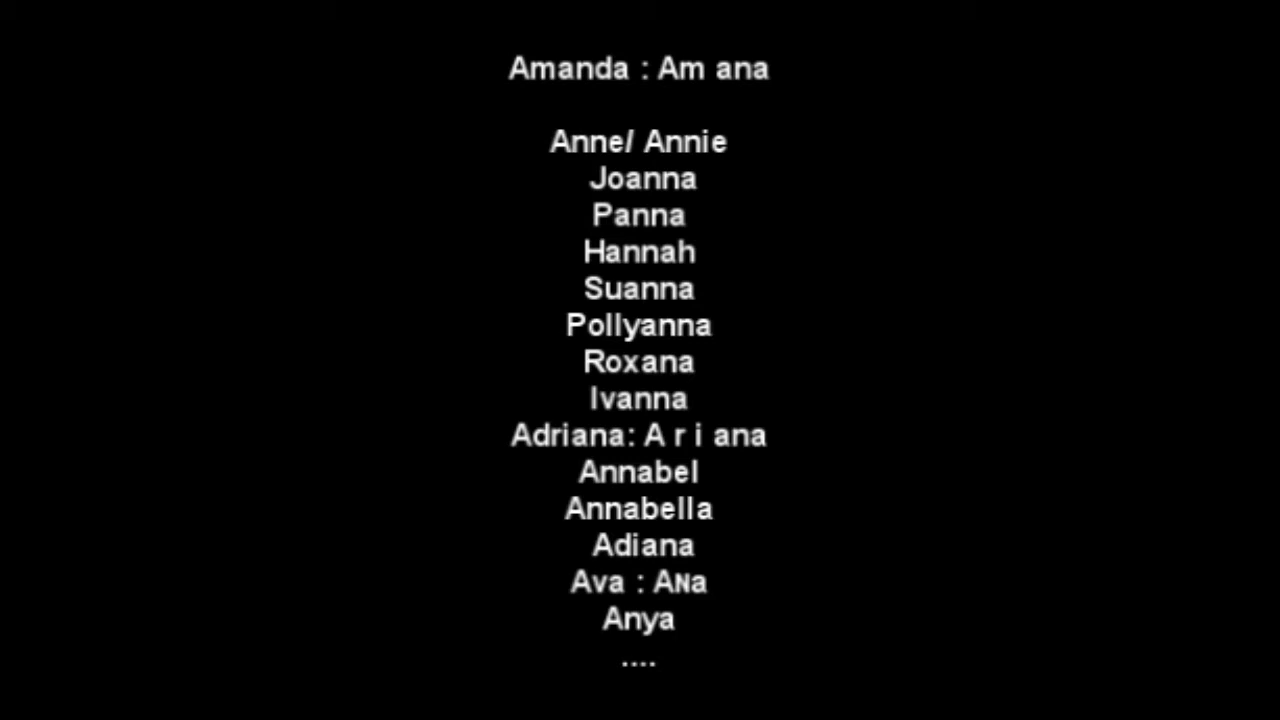 Amanda : Am ana
Anne/ Annie
Joanna
Panna
Hannah
Suanna
Pollyanna
Roxana
Ivanna
Adriana: A r i ana
Annabel
Annabella
Adiana
Ava : ANa
Anya
....